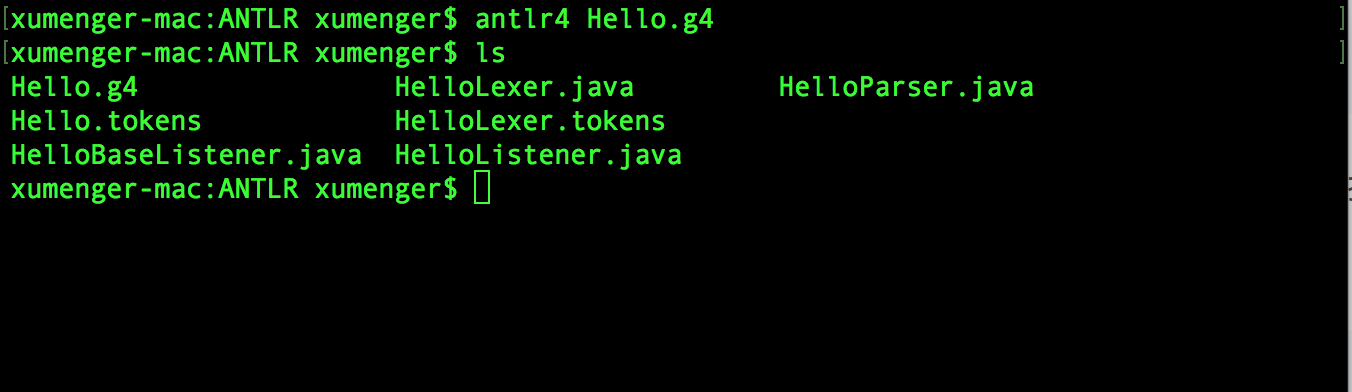 [xumenger-mac:ANTLR xumenger$ antlr4 Hello.g4 ]
[xumenger-mac:ANTLR xumenger$ ls ]
Hello.g4 HelloLexer.java HelloParser.java
Hello.tokens HelloLexer.tokens
HelloBaseListener.java HelloListener.java
xumenger-mac:ANTLR xumenger$